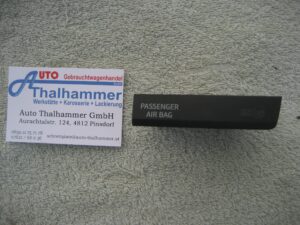 AUTO
Gebrauchtwagenhandel
Thalhammer
Werkstätte • Karosserie • Lackierung
Auto Thalhammer GmbH
Aurachtalstr. 124, 4812 Pinsdorf
PASSENGER
AIR BAG